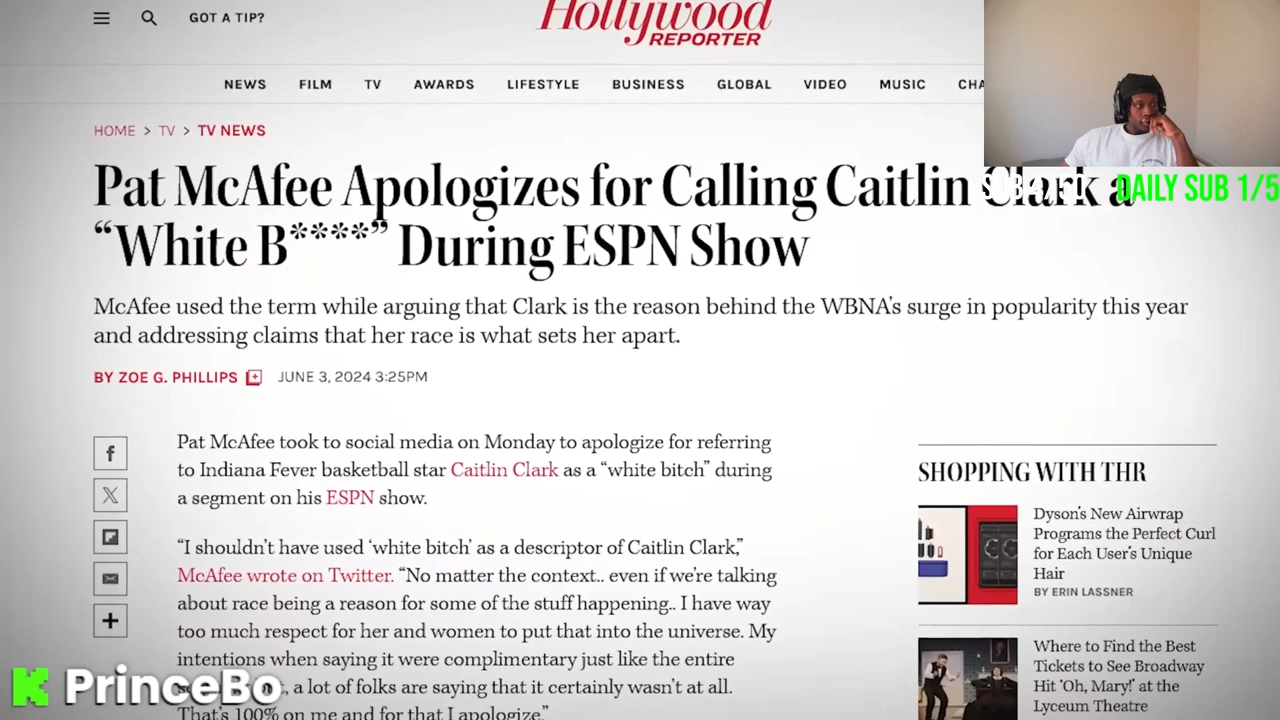 GOT A TIP?
Hollywood
REPORTER
NEWS FILM TV AWARDS LIFESTYLE BUSINESS GLOBAL VIDEO MUSIC CHA
HOME > TV > TV NEWS
Pat McAfee Apologizes for Calling Caitlin Clark a
“White B****” During ESPN Show
DAILY SUB 1/5
McAfee used the term while arguing that Clark is the reason behind the WBNA's surge in popularity this year
and addressing claims that her race is what sets her apart.
BY ZOE G. PHILLIPS JUNE 3, 2024 3:25PM
Pat McAfee took to social media on Monday to apologize for referring
to Indiana Fever basketball star Caitlin Clark as a “white bitch” during
a segment on his ESPN show.
“I shouldn’t have used ‘white bitch’ as a descriptor of Caitlin Clark,”
McAfee wrote on Twitter. “No matter the context.. even if we’re talking
about race being a reason for some of the stuff happening.. I have way
too much respect for her and women to put that into the universe. My
intentions when saying it were complimentary just like the entire
a lot of folks are saying that it certainly wasn’t at all.
That’s 100% on me and for that I apologize.”
SHOPPING WITH THR
Dyson’s New Airwrap
Programs the Perfect Curl
for Each User’s Unique
Hair
BY ERIN LASSNER
Where to Find the Best
Tickets to See Broadway
Hit ‘Oh, Mary!’ at the
Lyceum Theatre
PrinceBo